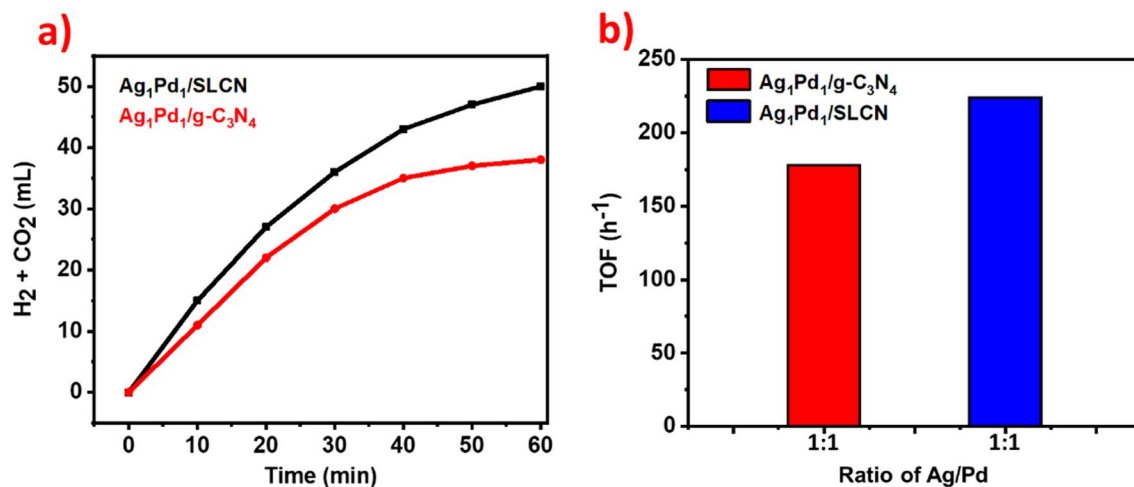 a)
Ag₁Pd₁/SLCN
Ag₁Pd₁/g-C₃N₄
H₂ + CO₂ (mL)
50
40
30
20
10
0
0 10 20 30 40 50 60
Time (min)
b)
Ag₁Pd₁/g-C₃N₄
Ag₁Pd₁/SLCN
TOF (h⁻¹)
250
200
150
100
50
0
1:1 1:1
Ratio of Ag/Pd